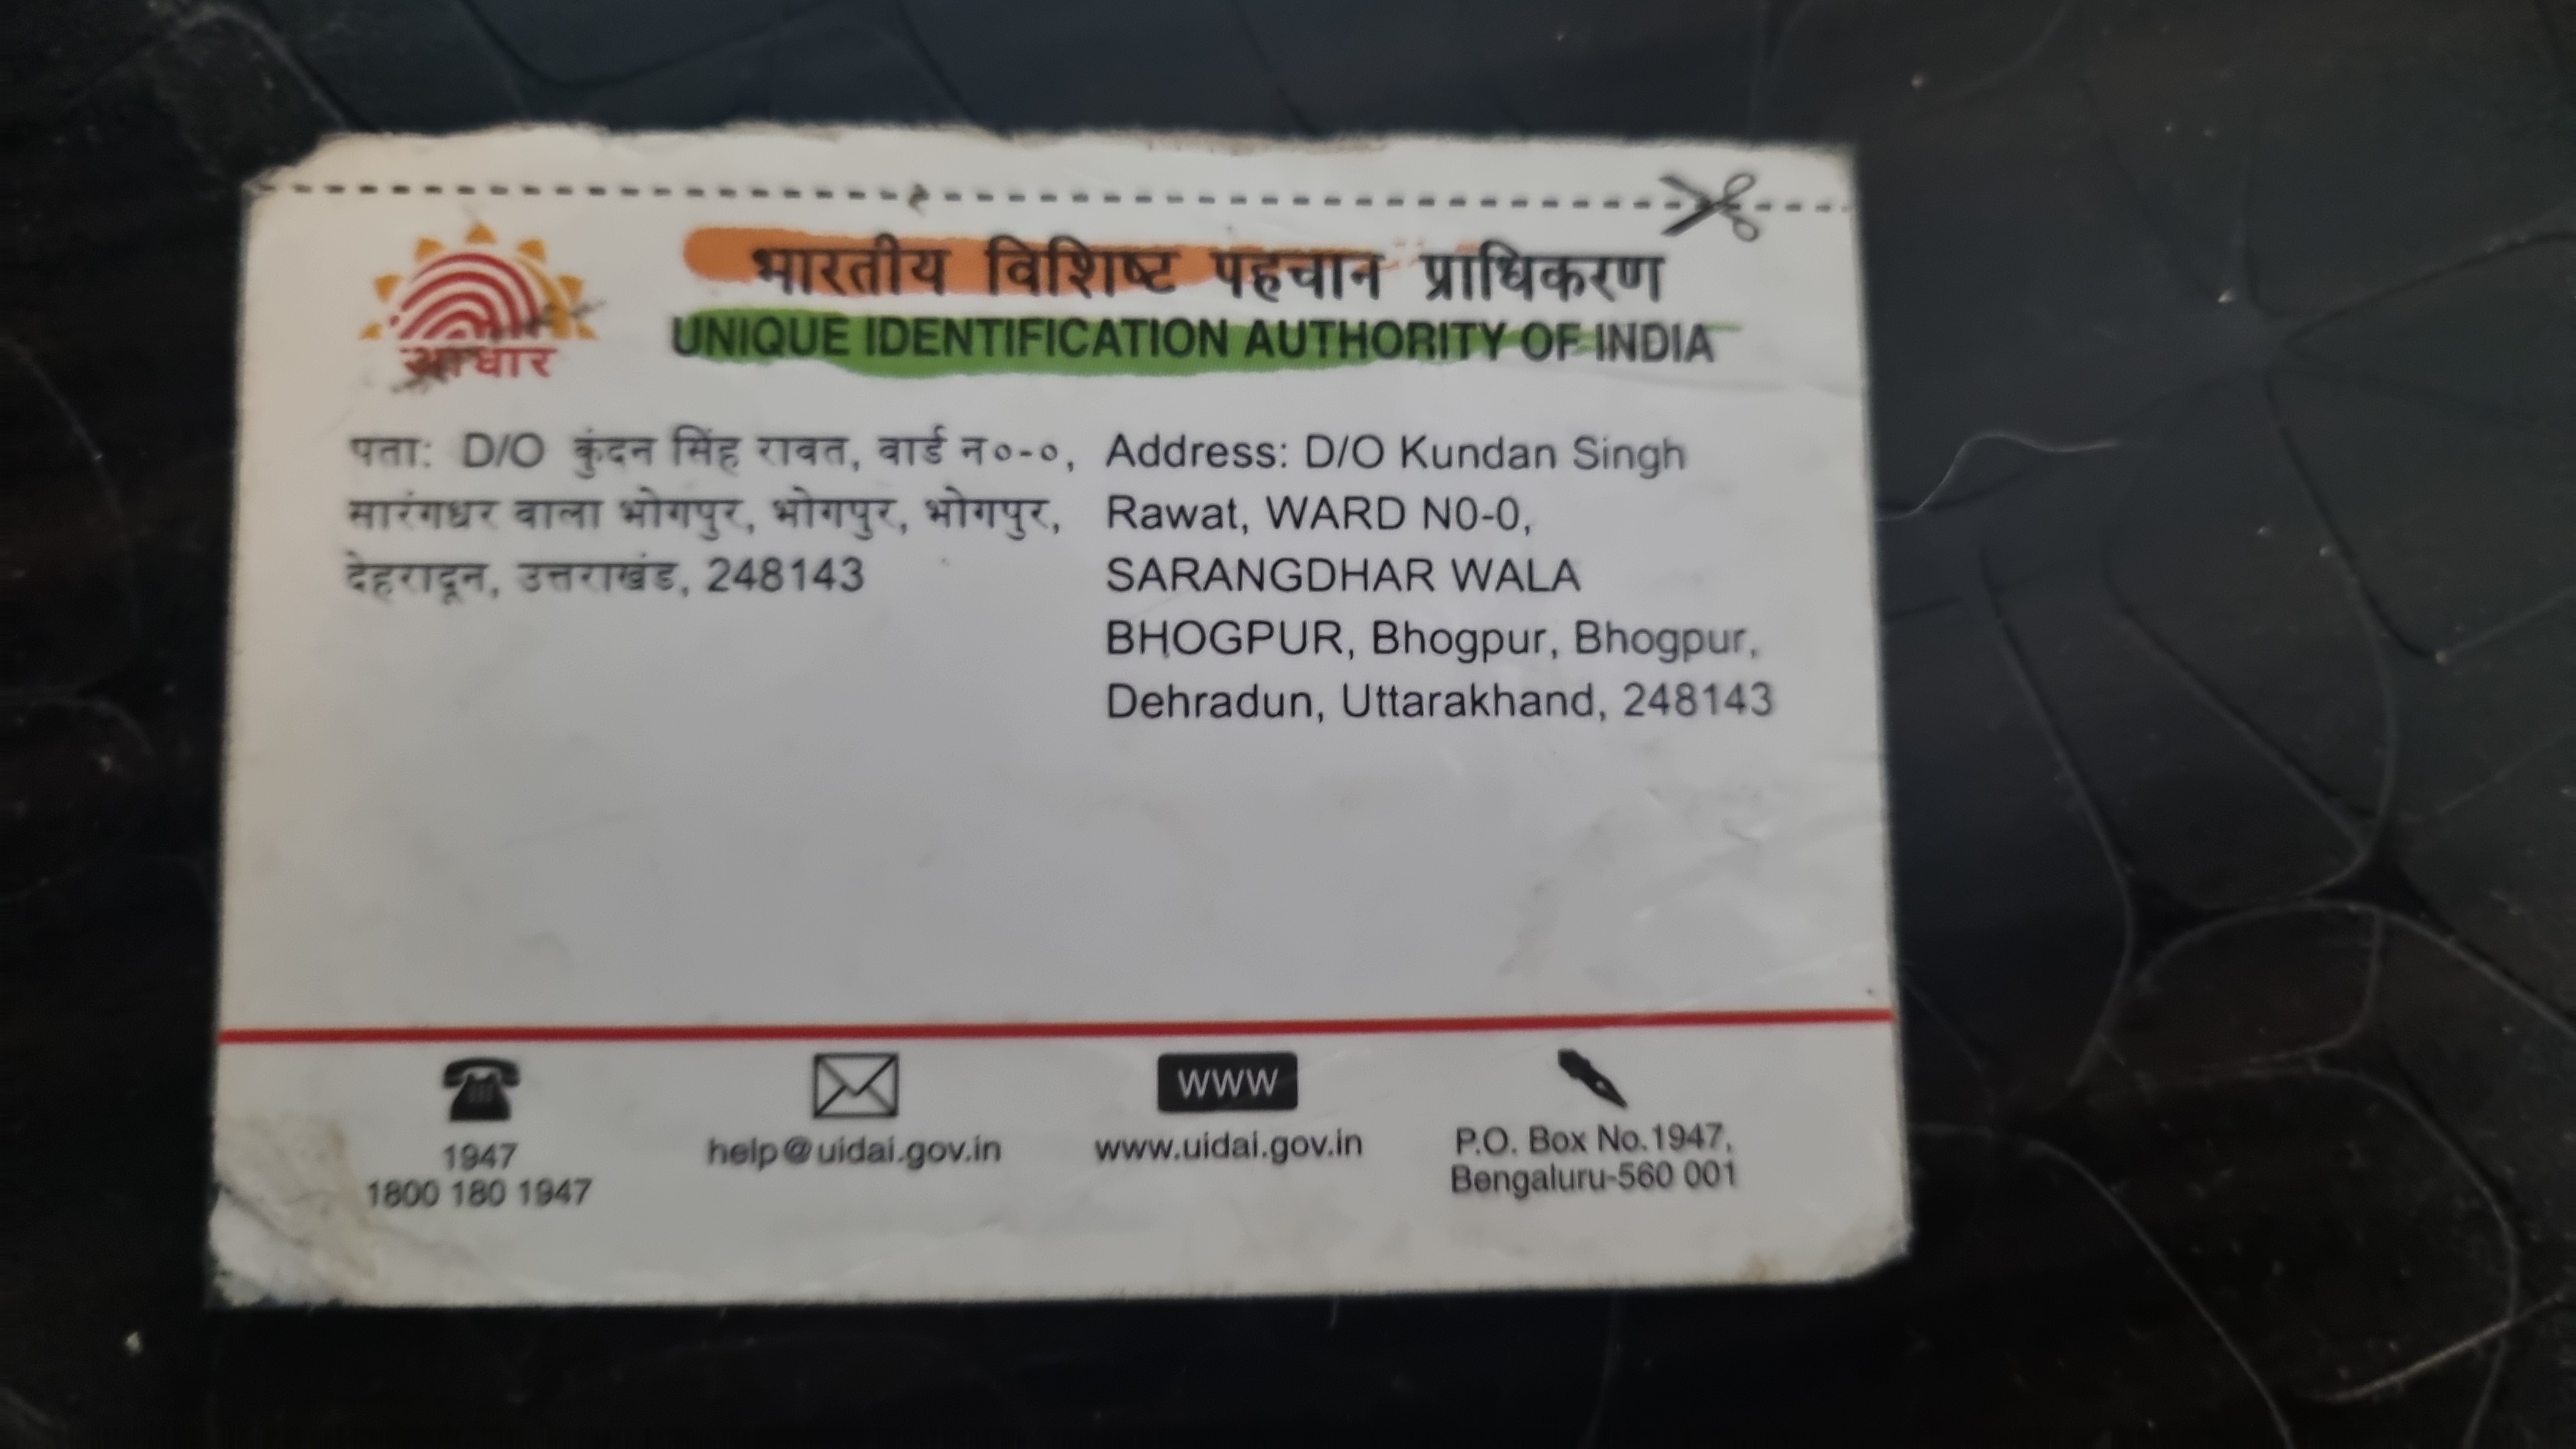 भारतीय विशिष्ट पहचान प्राधिकरण
UNIQUE IDENTIFICATION AUTHORITY OF INDIA
आधार
पता: D/O कुंदन सिंह रावत, वार्ड न०-०,
सारंगधर वाला भोगपुर, भोगपुर, भोगपुर,
देहरादून, उत्तराखंड, 248143
Address: D/O Kundan Singh
Rawat, WARD N0-0,
SARANGDHAR WALA
BHOGPUR, Bhogpur, Bhogpur,
Dehradun, Uttarakhand, 248143
1947
1800 180 1947
help@uidai.gov.in
www
www.uidai.gov.in
P.O. Box No.1947,
Bengaluru-560 001